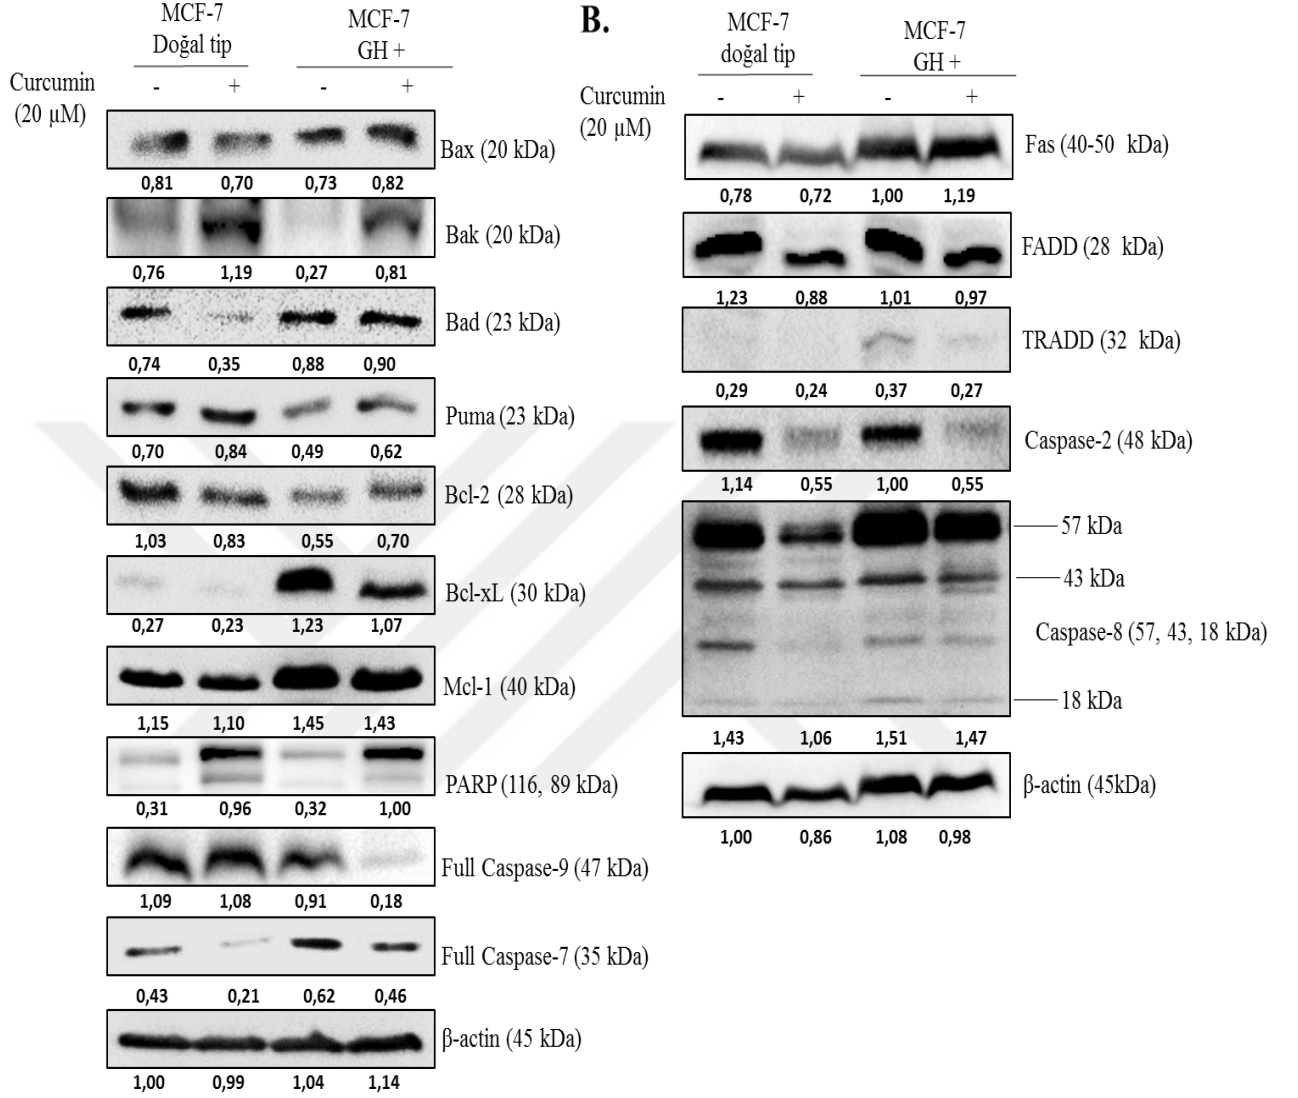 MCF-7
Doğal tip
MCF-7
GH +
Curcumin
(20 µM)
- + - +
Bax (20 kDa)
0,81 0,70 0,73 0,82
Bak (20 kDa)
0,76 1,19 0,27 0,81
Bad (23 kDa)
0,74 0,35 0,88 0,90
Puma (23 kDa)
0,70 0,84 0,49 0,62
Bcl-2 (28 kDa)
1,03 0,83 0,55 0,70
Bcl-xL (30 kDa)
0,27 0,23 1,23 1,07
Mcl-1 (40 kDa)
1,15 1,10 1,45 1,43
PARP (116, 89 kDa)
0,31 0,96 0,32 1,00
Full Caspase-9 (47 kDa)
1,09 1,08 0,91 0,18
Full Caspase-7 (35 kDa)
0,43 0,21 0,62 0,46
β-actin (45 kDa)
1,00 0,99 1,04 1,14
B.
MCF-7
doğal tip
MCF-7
GH +
Curcumin
(20 µM)
- + - +
Fas (40-50 kDa)
0,78 0,72 1,00 1,19
FADD (28 kDa)
1,23 0,88 1,01 0,97
TRADD (32 kDa)
0,29 0,24 0,37 0,27
Caspase-2 (48 kDa)
1,14 0,55 1,00 0,55
57 kDa
43 kDa
Caspase-8 (57, 43, 18 kDa)
18 kDa
1,43 1,06 1,51 1,47
β-actin (45kDa)
1,00 0,86 1,08 0,98